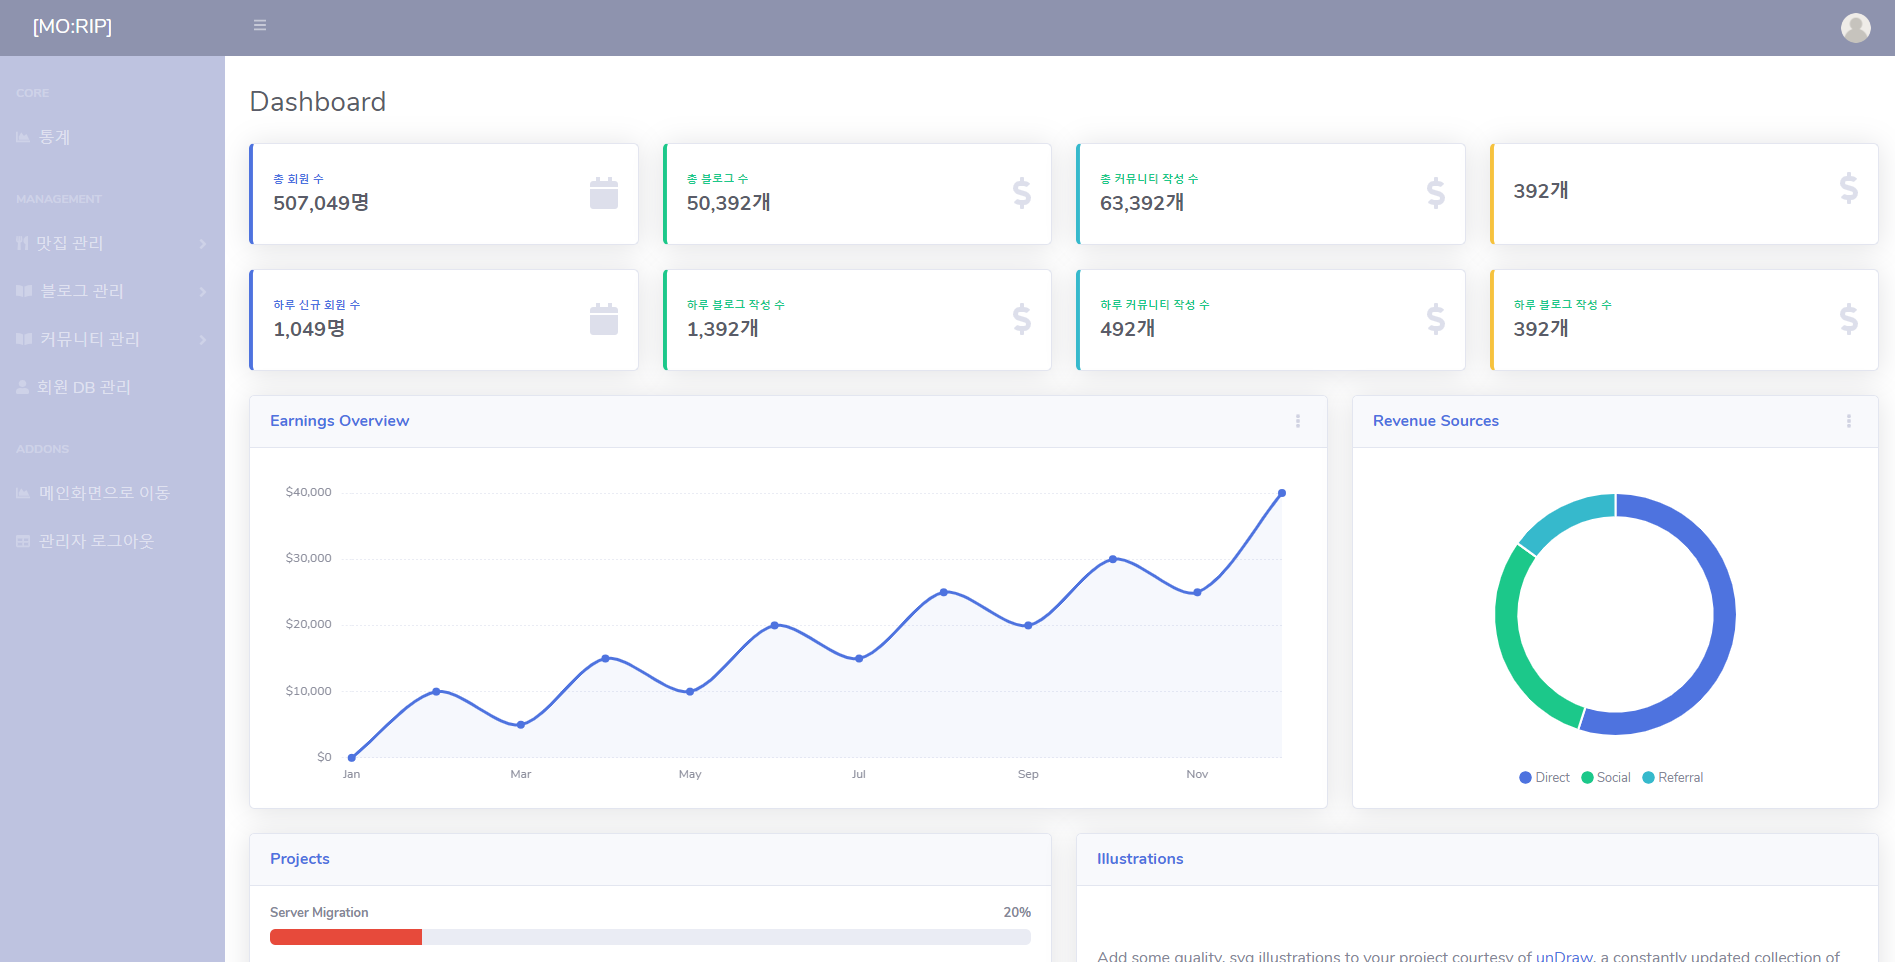 [MO:RIP]
CORE
통계
MANAGEMENT
맛집 관리
블로그 관리
커뮤니티 관리
회원 DB 관리
ADDONS
메인화면으로 이동
관리자 로그아웃
Dashboard
총 회원 수
507,049명
총 블로그 수
50,392개
총 커뮤니티 작성 수
63,392개
392개
하루 신규 회원 수
1,049명
하루 블로그 작성 수
1,392개
하루 커뮤니티 작성 수
492개
하루 블로그 작성 수
392개
Earnings Overview
$40,000
$30,000
$20,000
$10,000
$0
Jan Mar May Jul Sep Nov
Revenue Sources
Direct Social Referral
Projects
Server Migration 20%
Illustrations
Add some quality, svg illustrations to your project courtesy of unDraw, a constantly updated collection of